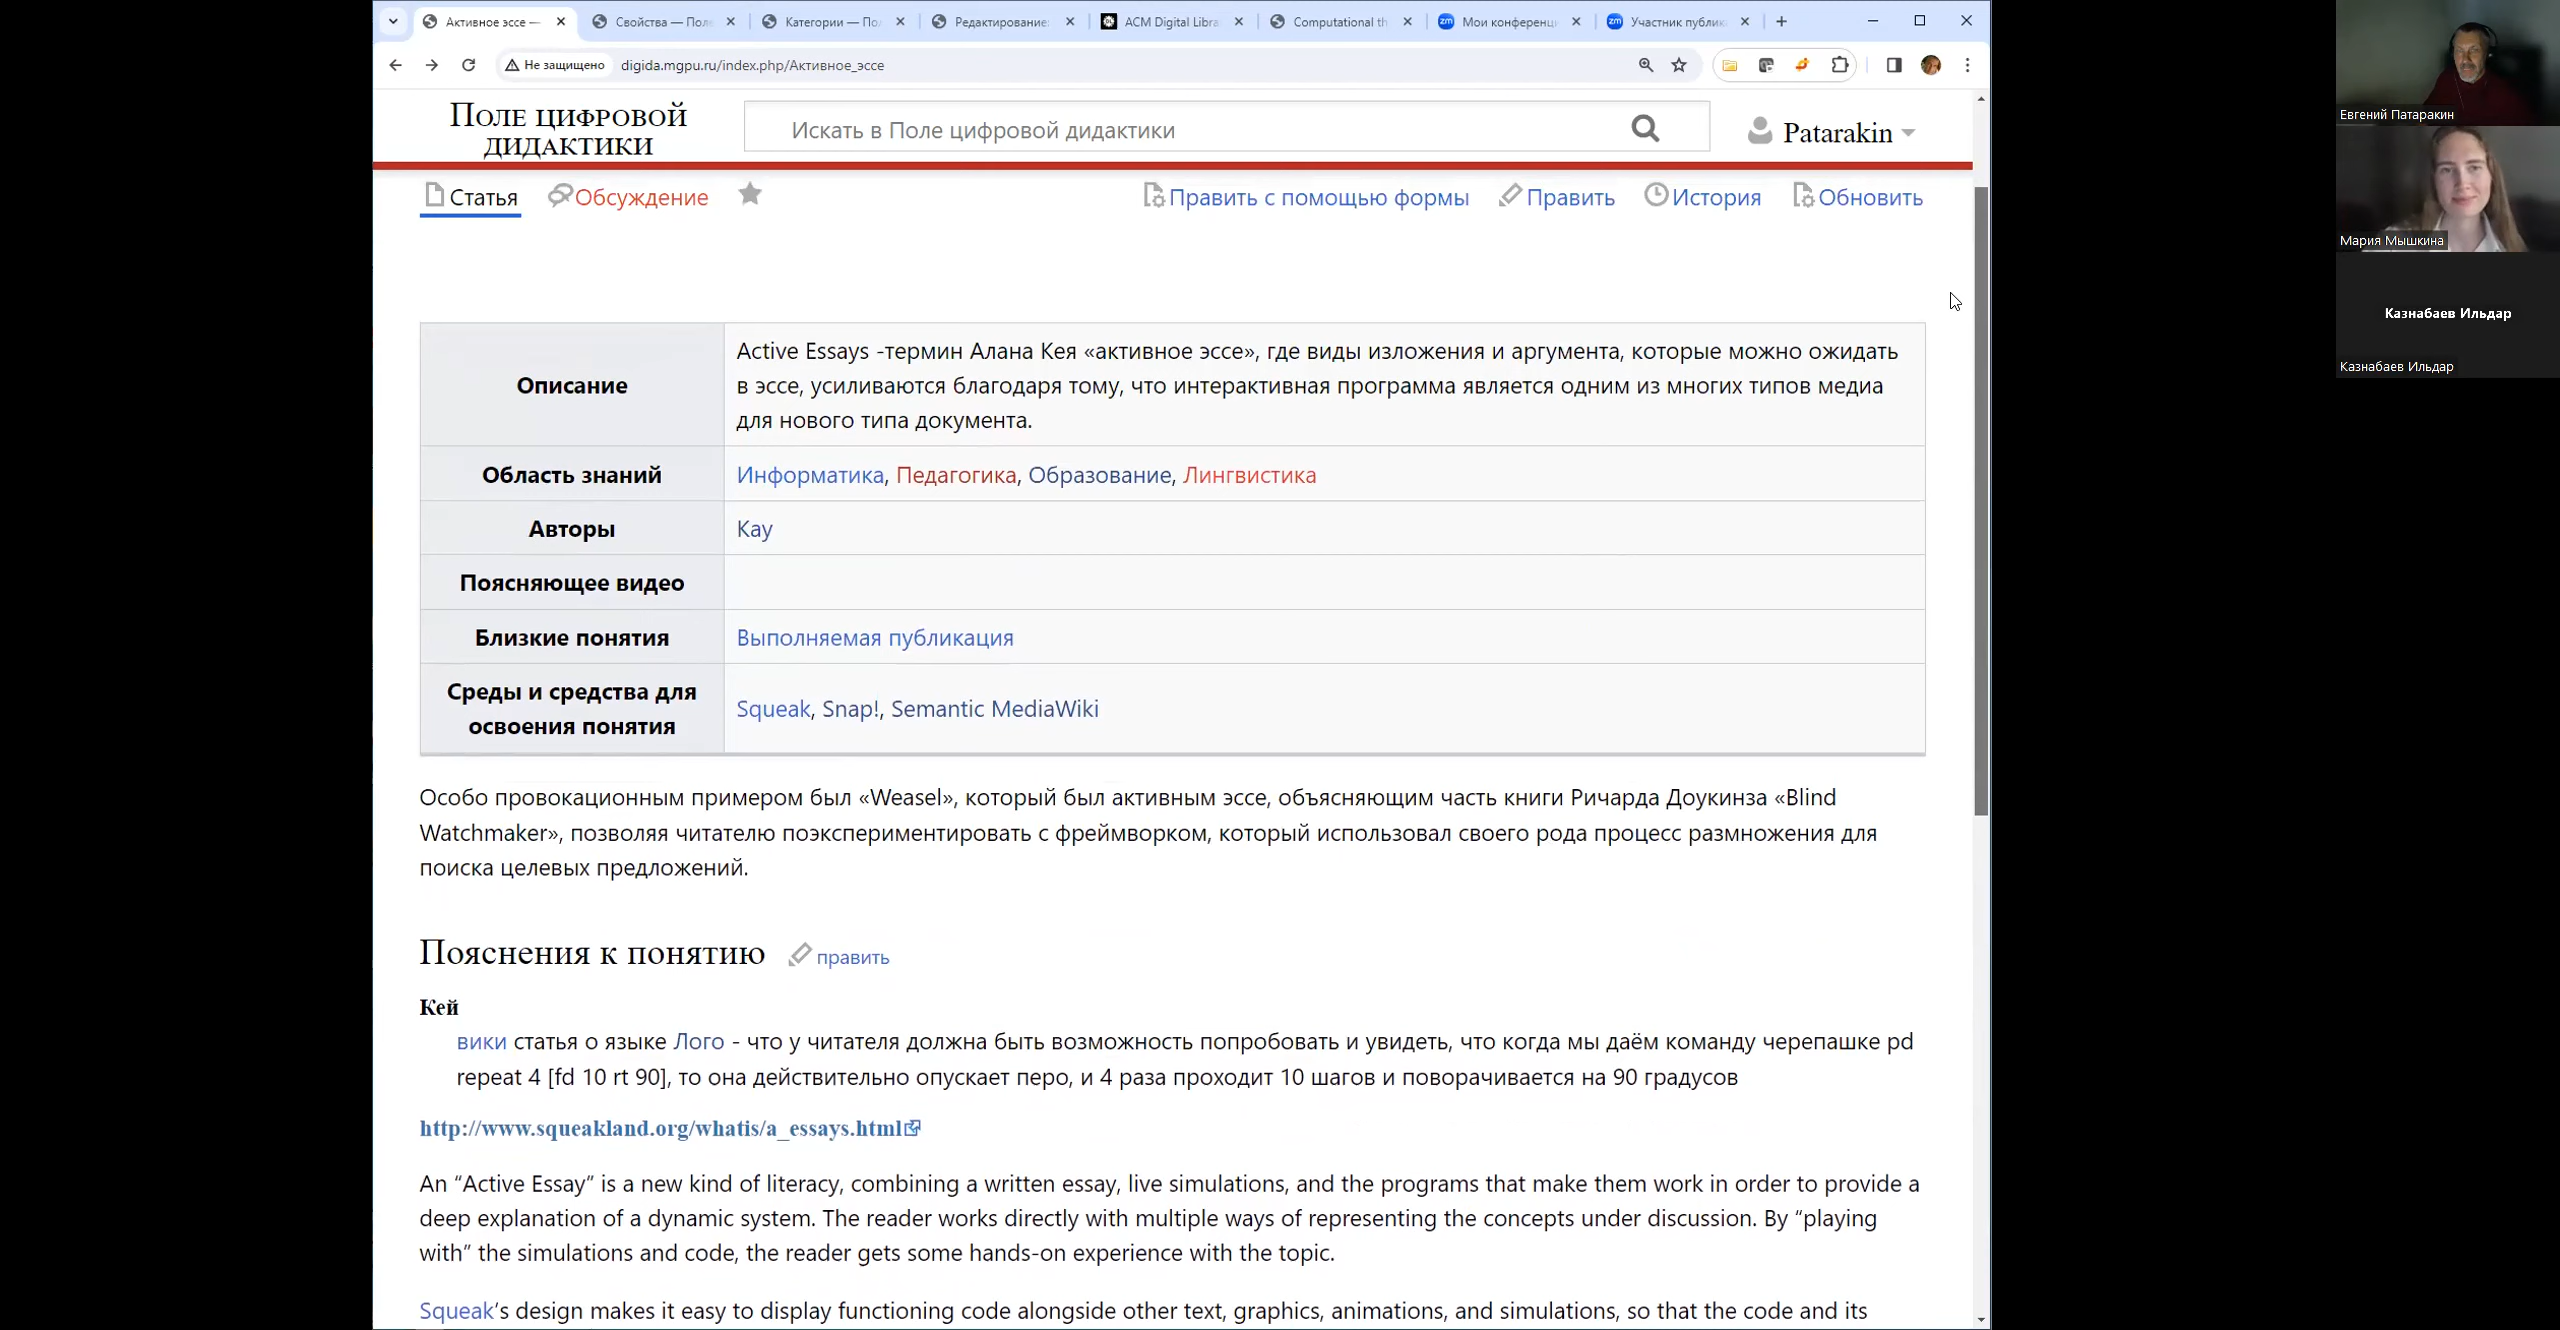 Активное эссе —
Свойства — Пол
Категории — По
Редактирование:
ACM Digital Libra
Computational th
zm Мои конференц
zm Участник публик
Не защищено
digida.mgpu.ru/index.php/Активное_эссе
Поле цифровой
дидактики
Искать в Поле цифровой дидактики
Patarakin
Статья
Обсуждение
Править с помощью формы
Править
История
Обновить
Описание
Active Essays -термин Алана Кея «активное эссе», где виды изложения и аргумента, которые можно ожидать
в эссе, усиливаются благодаря тому, что интерактивная программа является одним из многих типов медиа
для нового типа документа.
Область знаний
Информатика, Педагогика, Образование, Лингвистика
Авторы
Кау
Поясняющее видео
Близкие понятия
Выполняемая публикация
Среды и средства для
освоения понятия
Squeak, Snap!, Semantic MediaWiki
Особо провокационным примером был «Weasel», который был активным эссе, объясняющим часть книги Ричарда Доукинза «Blind
Watchmaker», позволяя читателю поэкспериментировать с фреймворком, который использовал своего рода процесс размножения для
поиска целевых предложений.
Пояснения к понятию
править
Кей
вики статья о языке Лого - что у читателя должна быть возможность попробовать и увидеть, что когда мы даём команду черепашке pd
repeat 4 [fd 10 rt 90], то она действительно опускает перо, и 4 раза проходит 10 шагов и поворачивается на 90 градусов
http://www.squeakland.org/whatis/a_essays.html
An “Active Essay” is a new kind of literacy, combining a written essay, live simulations, and the programs that make them work in order to provide a
deep explanation of a dynamic system. The reader works directly with multiple ways of representing the concepts under discussion. By “playing
with” the simulations and code, the reader gets some hands-on experience with the topic.
Squeak’s design makes it easy to display functioning code alongside other text, graphics, animations, and simulations, so that the code and its
Евгений Патаракин
Мария Мышкина
Казнабаев Ильдар
Казнабаев Ильдар